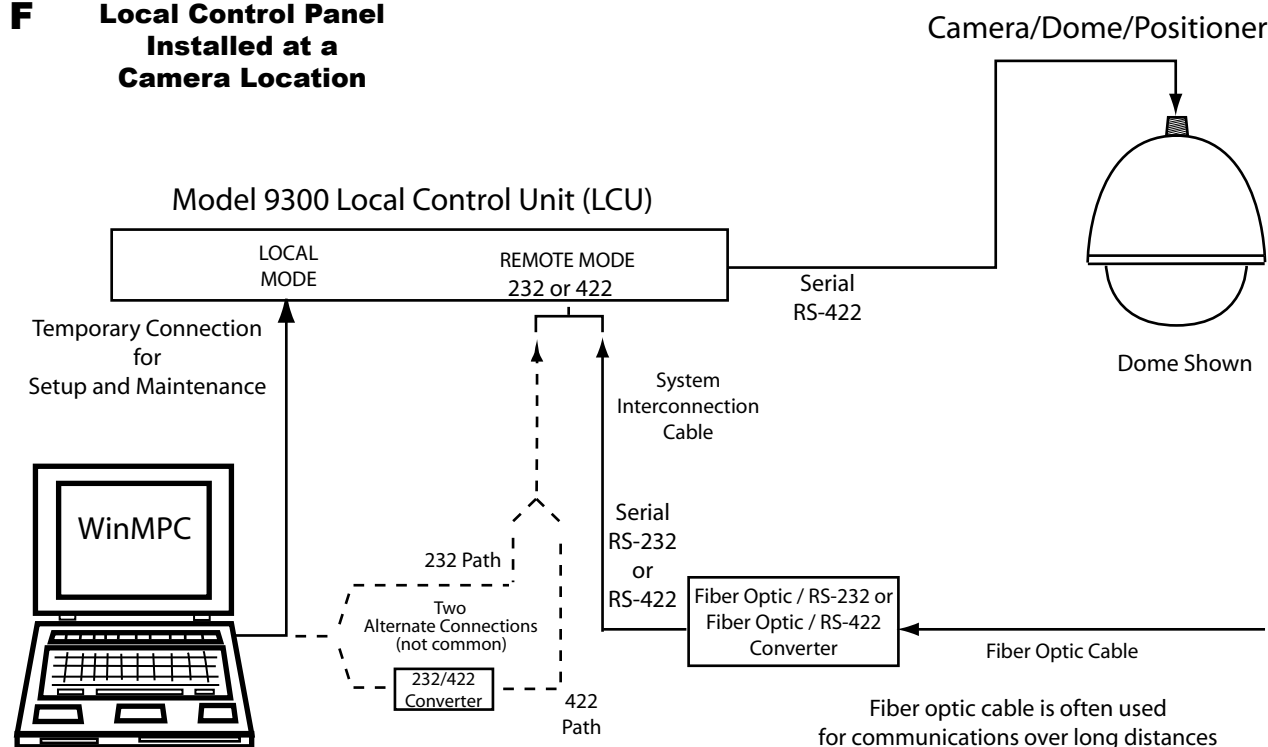 F
Local Control Panel
Installed at a
Camera Location
Camera/Dome/Positioner
Model 9300 Local Control Unit (LCU)
LOCAL
MODE
REMOTE MODE
232 or 422
Serial
RS-422
Temporary Connection
for
Setup and Maintenance
Dome Shown
System
Interconnection
Cable
WinMPC
Serial
RS-232
or
RS-422
232 Path
Two
Alternate Connections
(not common)
232/422
Converter
422
Path
Fiber Optic / RS-232 or
Fiber Optic / RS-422
Converter
Fiber Optic Cable
Fiber optic cable is often used
for communications over long distances